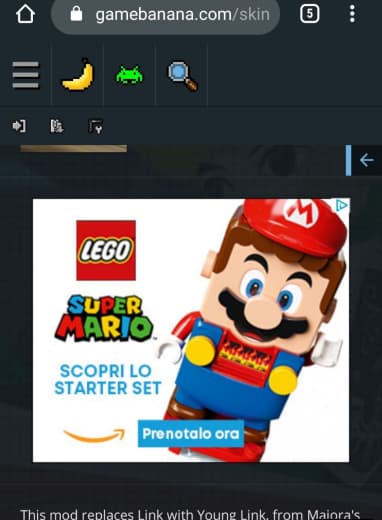 gamebanana.com/skin
5
LEGO
SUPER
MARIO™
SCOPRI LO
STARTER SET
Prenotalo ora
This mod replaces Link with Young Link, from Majora's